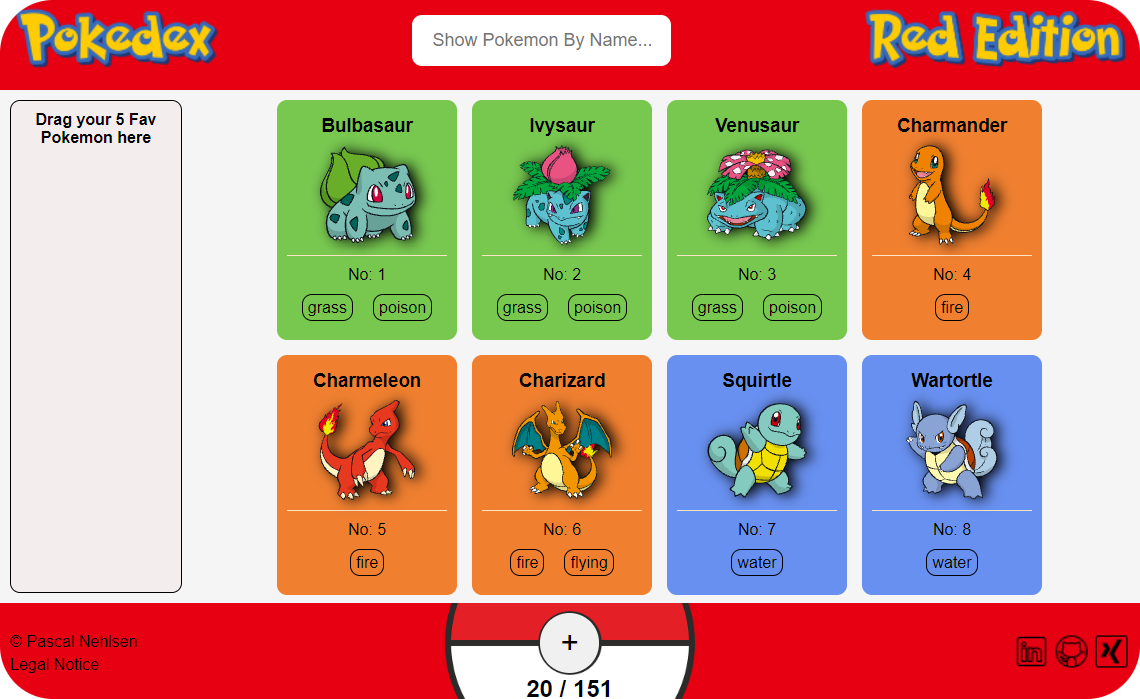 Pokedex
Show Pokemon By Name...
Red Edition
Drag your 5 Fav
Pokemon here
Bulbasaur
No: 1
grass poison
Ivysaur
No: 2
grass poison
Venusaur
No: 3
grass poison
Charmander
No: 4
fire
Charmeleon
No: 5
fire
Charizard
No: 6
fire flying
Squirtle
No: 7
water
Wartortle
No: 8
water
© Pascal Nehlsen
Legal Notice
+
20 / 151
in